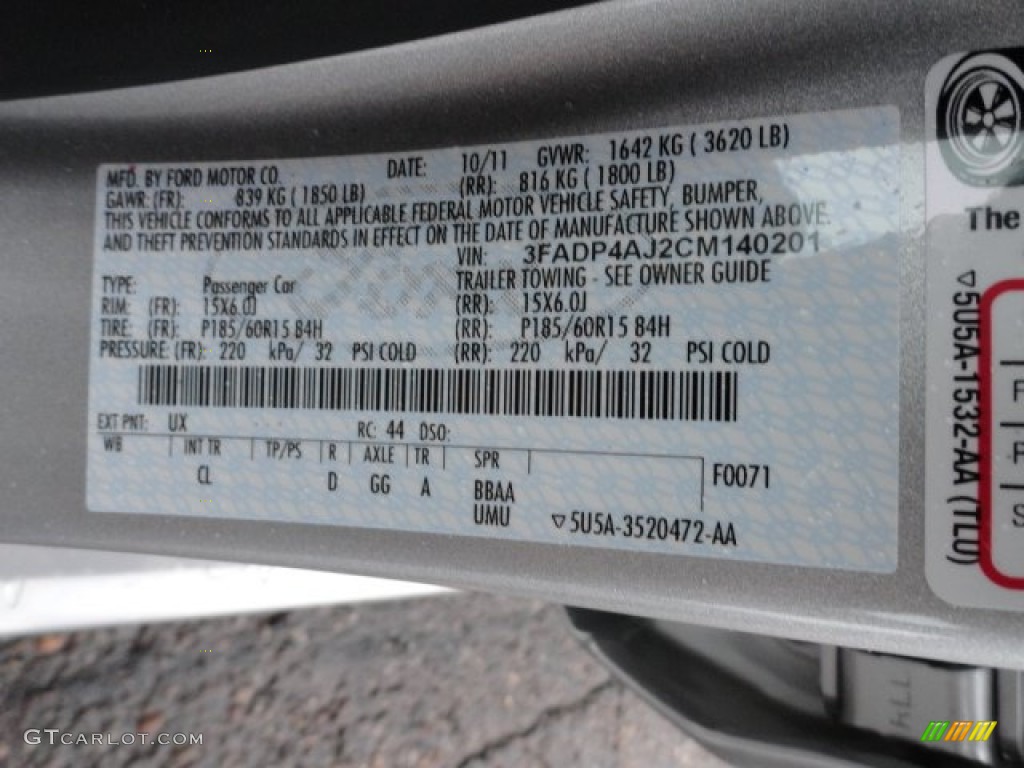 MFD. BY FORD MOTOR CO. DATE: 10/11 GVWR: 1642 KG ( 3620 LB)
GAWR: (FR): 839 KG ( 1850 LB) (RR): 816 KG ( 1800 LB)
THIS VEHICLE CONFORMS TO ALL APPLICABLE FEDERAL MOTOR VEHICLE SAFETY, BUMPER,
AND THEFT PREVENTION STANDARDS IN EFFECT ON THE DATE OF MANUFACTURE SHOWN ABOVE.
VIN: 3FADP4AJ2CM140201
TYPE: Passenger Car TRAILER TOWING - SEE OWNER GUIDE
RIM: (FR): 15X6.0J (RR): 15X6.0J
TIRE: (FR): P185/60R15 84H (RR): P185/60R15 84H
PRESSURE: (FR): 220 kPa/ 32 PSI COLD (RR): 220 kPa/ 32 PSI COLD
EXT PNT: UX RC: 44 DSO:
WB INT TR TP/PS R AXLE TR SPR
CL D GG A BBAA F0071
UMU ▽5U5A-3520472-AA
The
▽5U5A-1532-AA (TLU)
F
P
S
TTY
GTCARLOT.COM